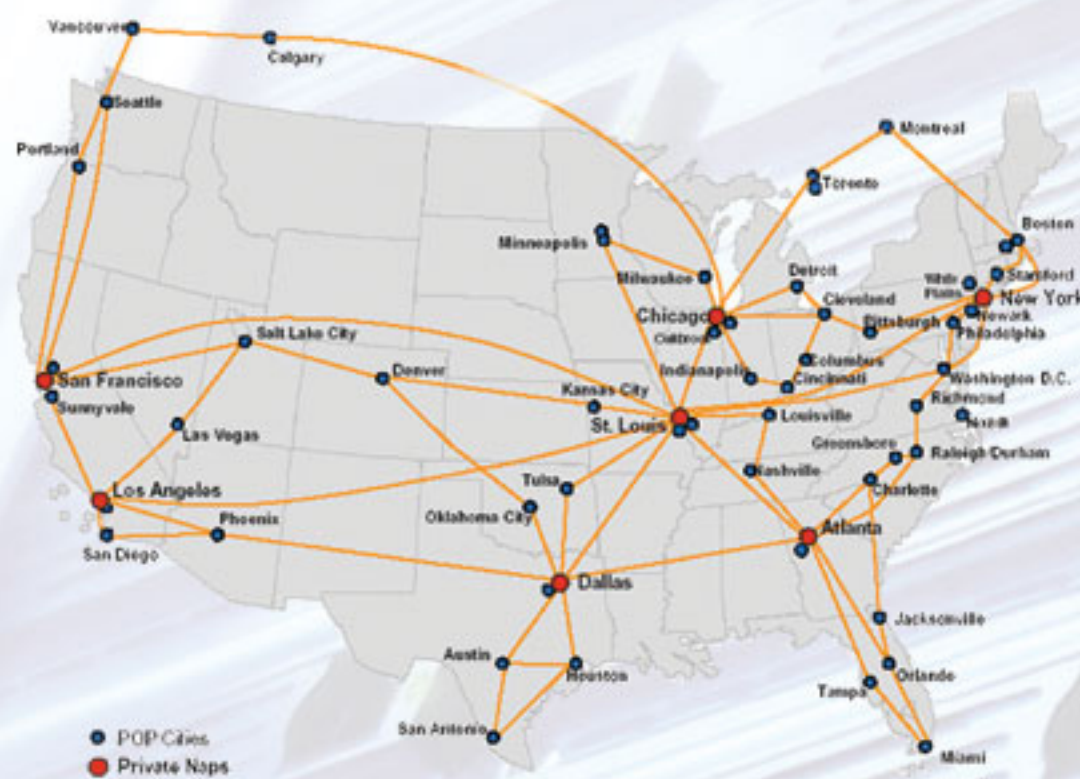 Vancouver
Calgary
Seattle
Portland
Montreal
Toronto
Minneapolis
Boston
Milwaukee
Detroit
White
Plains
Stamford
Chicago
Cleveland
New York
Newark
Pittsburgh
Philadelphia
Salt Lake City
Oakbrook
Indianapolis
Columbus
Cincinnati
Denver
San Francisco
Washington D.C.
Kansas City
Sunnyvale
Richmond
St. Louis
Louisville
Las Vegas
Greensboro
Raleigh/Durham
Nashville
Tulsa
Los Angeles
Charlotte
Oklahoma City
Phoenix
Atlanta
San Diego
Dallas
Jacksonville
Austin
Houston
Orlando
Tampa
San Antonio
Miami
POP Cities
Private Naps